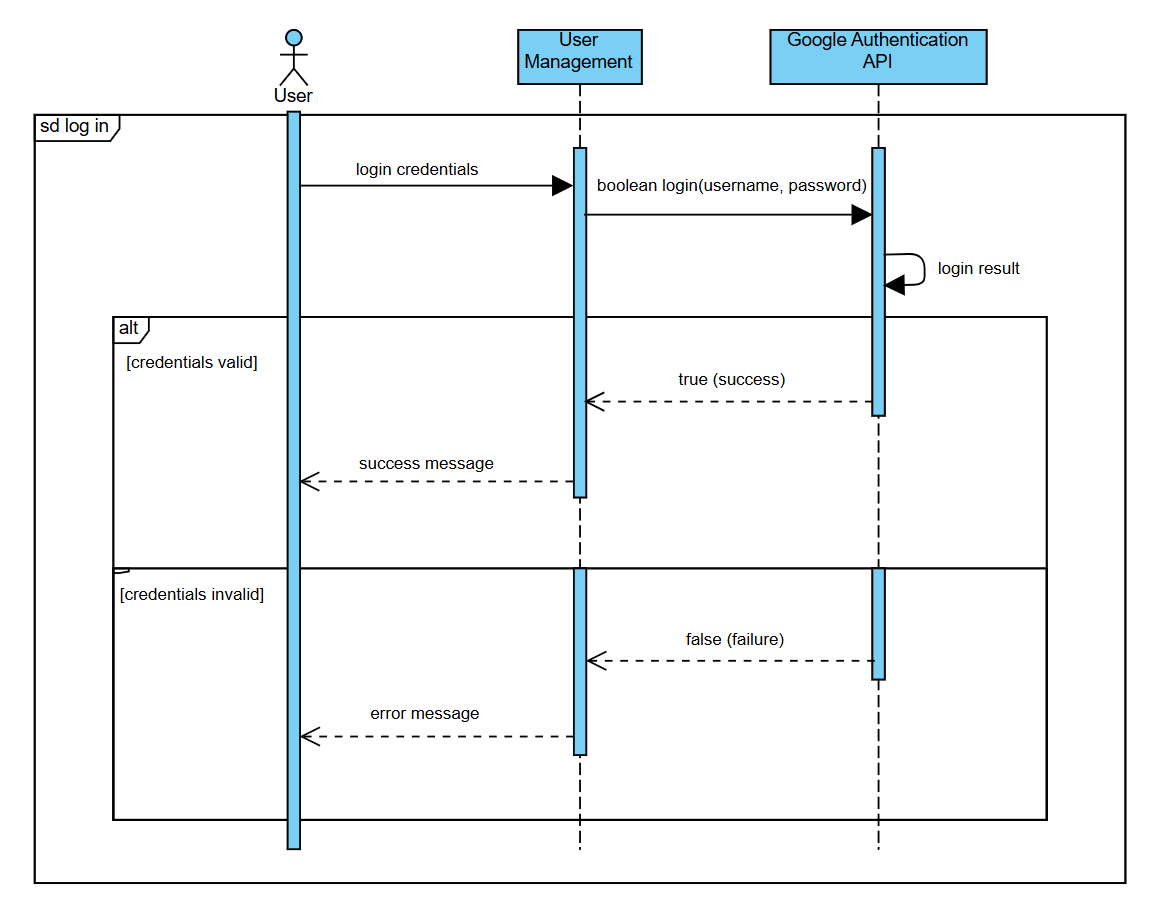 User
Management
Google Authentication
API
User
sd log in
login credentials
boolean login(username, password)
login result
alt
[credentials valid]
true (success)
success message
[credentials invalid]
false (failure)
error message